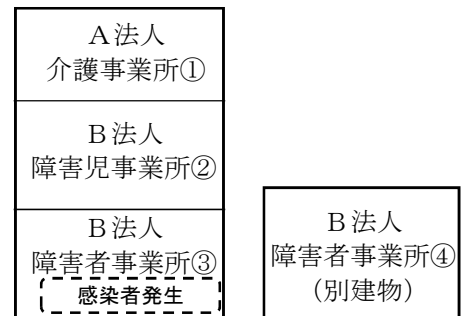 A法人
介護事業所①
B法人
障害児事業所②
B法人
障害者事業所③
感染者発生
B法人
障害者事業所④
(別建物)